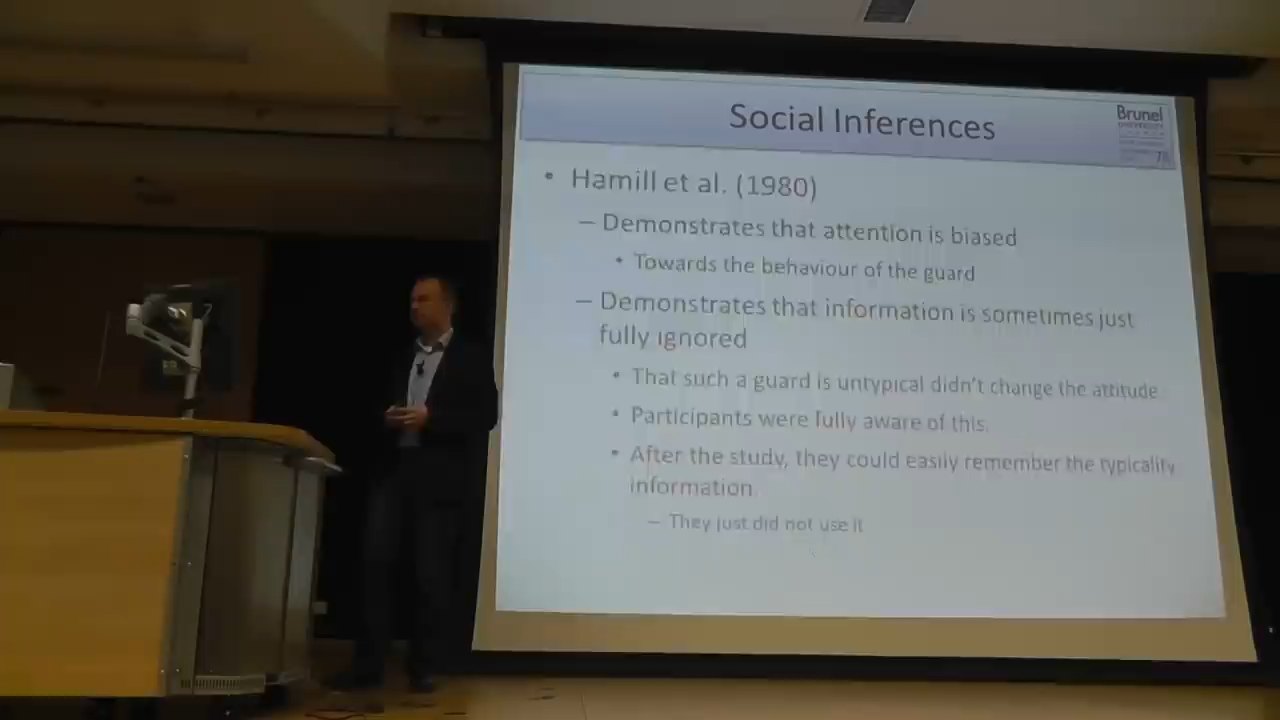 Social Inferences
Brunel
UNIVERSITY
• Hamill et al. (1980)
– Demonstrates that attention is biased
• Towards the behaviour of the guard
– Demonstrates that information is sometimes just
fully ignored
• That such a guard is untypical didn't change the attitude.
• Participants were fully aware of this.
• After the study, they could easily remember the typicality
information.
– They just did not use it